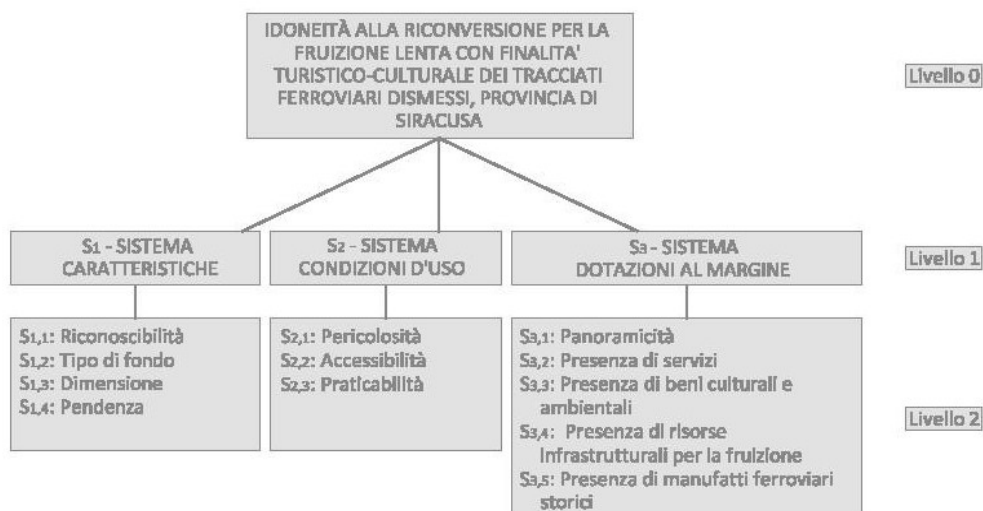 IDONEITÀ ALLA RICONVERSIONE PER LA
FRUIZIONE LENTA CON FINALITA'
TURISTICO-CULTURALE DEI TRACCIATI
FERROVIARI DISMESSI, PROVINCIA DI
SIRACUSA
Livello 0
S1 - SISTEMA
CARATTERISTICHE
S2 - SISTEMA
CONDIZIONI D'USO
S3 - SISTEMA
DOTAZIONI AL MARGINE
Livello 1
S1,1: Riconoscibilità
S1,2: Tipo di fondo
S1,3: Dimensione
S1,4: Pendenza
S2,1: Pericolosità
S2,2: Accessibilità
S2,3: Praticabilità
S3,1: Panoramicità
S3,2: Presenza di servizi
S3,3: Presenza di beni culturali e
ambientali
S3,4: Presenza di risorse
infrastrutturali per la fruizione
S3,5: Presenza di manufatti ferroviari
storici
Livello 2